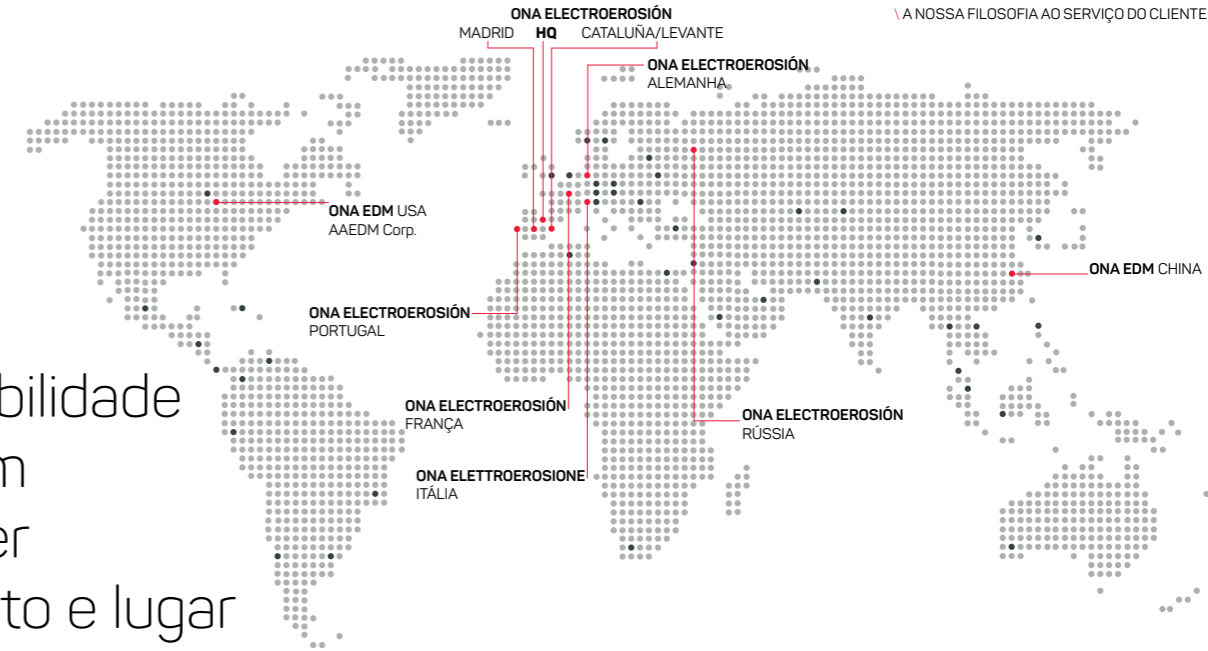 ONA ELECTROEROSIÓN
MADRID HQ CATALUÑA/LEVANTE
\ A NOSSA FILOSOFIA AO SERVIÇO DO CLIENTE
ONA ELECTROEROSIÓN
ALEMANHA
ONA EDM USA
AAEDM Corp.
ONA EDM CHINA
ONA ELECTROEROSIÓN
PORTUGAL
ONA ELECTROEROSIÓN
FRANÇA
ONA ELECTROEROSIÓN
RÚSSIA
ONA ELETTROEROSIONE
ITÁLIA
bilidade
m
er
to e lugar